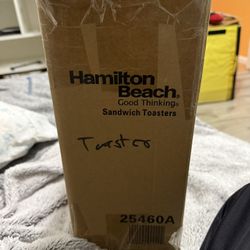 Hamilton
Beach®
Good Thinking®
Sandwich Toasters
Toaster
25460A